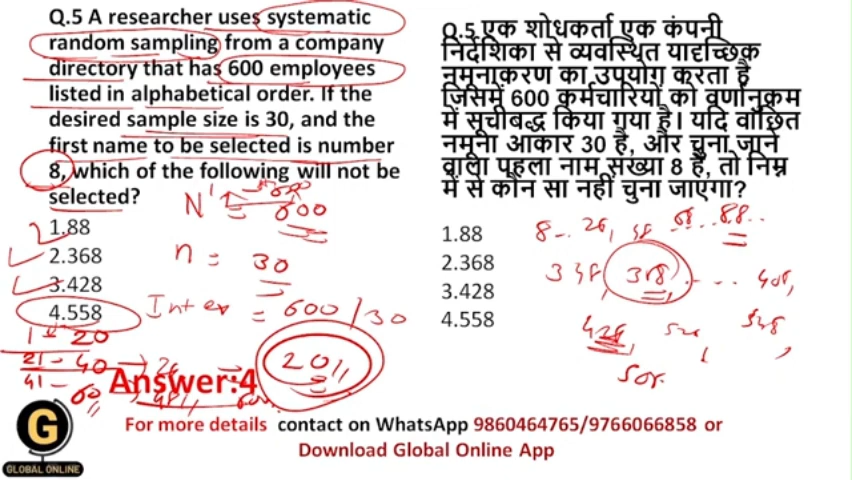 Q.5 A researcher uses systematic
random sampling from a company
directory that has 600 employees
listed in alphabetical order. If the
desired sample size is 30, and the
first name to be selected is number
8, which of the following will not be
selected?
1.88
2.368
3.428
4.558
N =
600
n = 30
= 600/30
20
1 - 20
21 - 40
41 - 60
Answer:4
Q.5 एक शोधकर्ता एक कंपनी
निर्देशिका से व्यवस्थित यादृच्छिक
नमूनाकरण का उपयोग करता है
जिसमें 600 कर्मचारियों को वर्णानुक्रम
में सूचीबद्ध किया गया है। यदि वांछित
नमूना आकार 30 है, और चुना जाने
वाला पहला नाम संख्या 8 है, तो निम्न
में से कौन सा नहीं चुना जाएगा?
1.88
2.368
3.428
4.558
For more details contact on WhatsApp 9860464765/9766066858 or
Download Global Online App
G
GLOBAL ONLINE